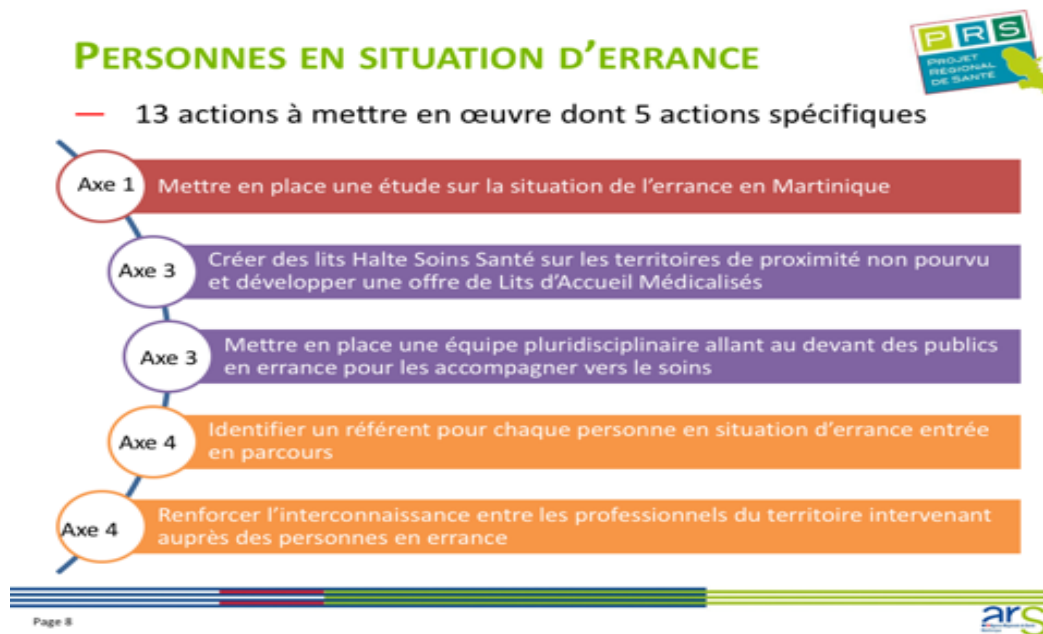 PERSONNES EN SITUATION D'ERRANCE
PRS
PROJET
RÉGIONAL
DE SANTÉ
— 13 actions à mettre en œuvre dont 5 actions spécifiques
Axe 1
Mettre en place une étude sur la situation de l'errance en Martinique
Axe 3
Créer des lits Halte Soins Santé sur les territoires de proximité non pourvu
et développer une offre de Lits d'Accueil Médicalisés
Axe 3
Mettre en place une équipe pluridisciplinaire allant au devant des publics
en errance pour les accompagner vers le soins
Axe 4
Identifier un référent pour chaque personne en situation d'errance entrée
en parcours
Axe 4
Renforcer l'interconnaissance entre les professionnels du territoire intervenant
auprès des personnes en errance
Page 8
ars